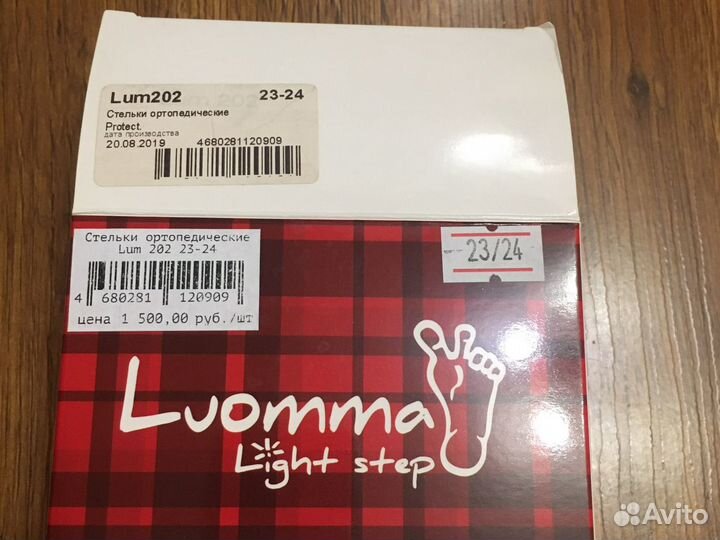 Lum202 23-24
Стельки ортопедические
Protect.
дата производства
20.08.2019 4680281120909
Стельки ортопедические
Lum 202 23-24
4 680281 120909
цена 1 500,00 руб./шт
23/24
Luomma
Light step
Avito